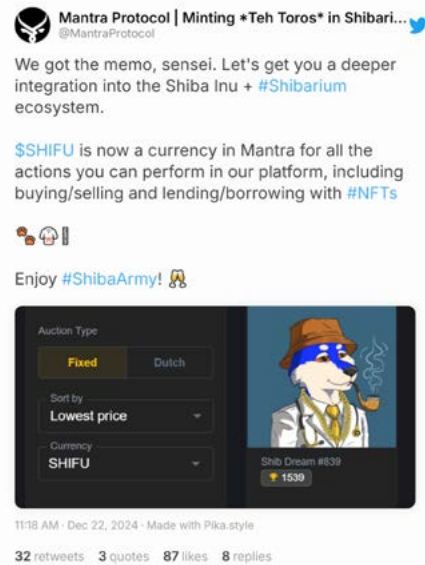 Mantra Protocol | Minting *Teh Toros* in Shibari...
@MantraProtocol
We got the memo, sensei. Let's get you a deeper
integration into the Shiba Inu + #Shibarium
ecosystem.
$SHIFU is now a currency in Mantra for all the
actions you can perform in our platform, including
buying/selling and lending/borrowing with #NFTs
Enjoy #ShibaArmy! 🥂
Auction Type
Fixed Dutch
Sort by
Lowest price
Currency
SHIFU
Shib Dream #839
🏆 1539
11:18 AM · Dec 22, 2024 · Made with Pika.style
32 retweets 3 quotes 87 likes 8 replies